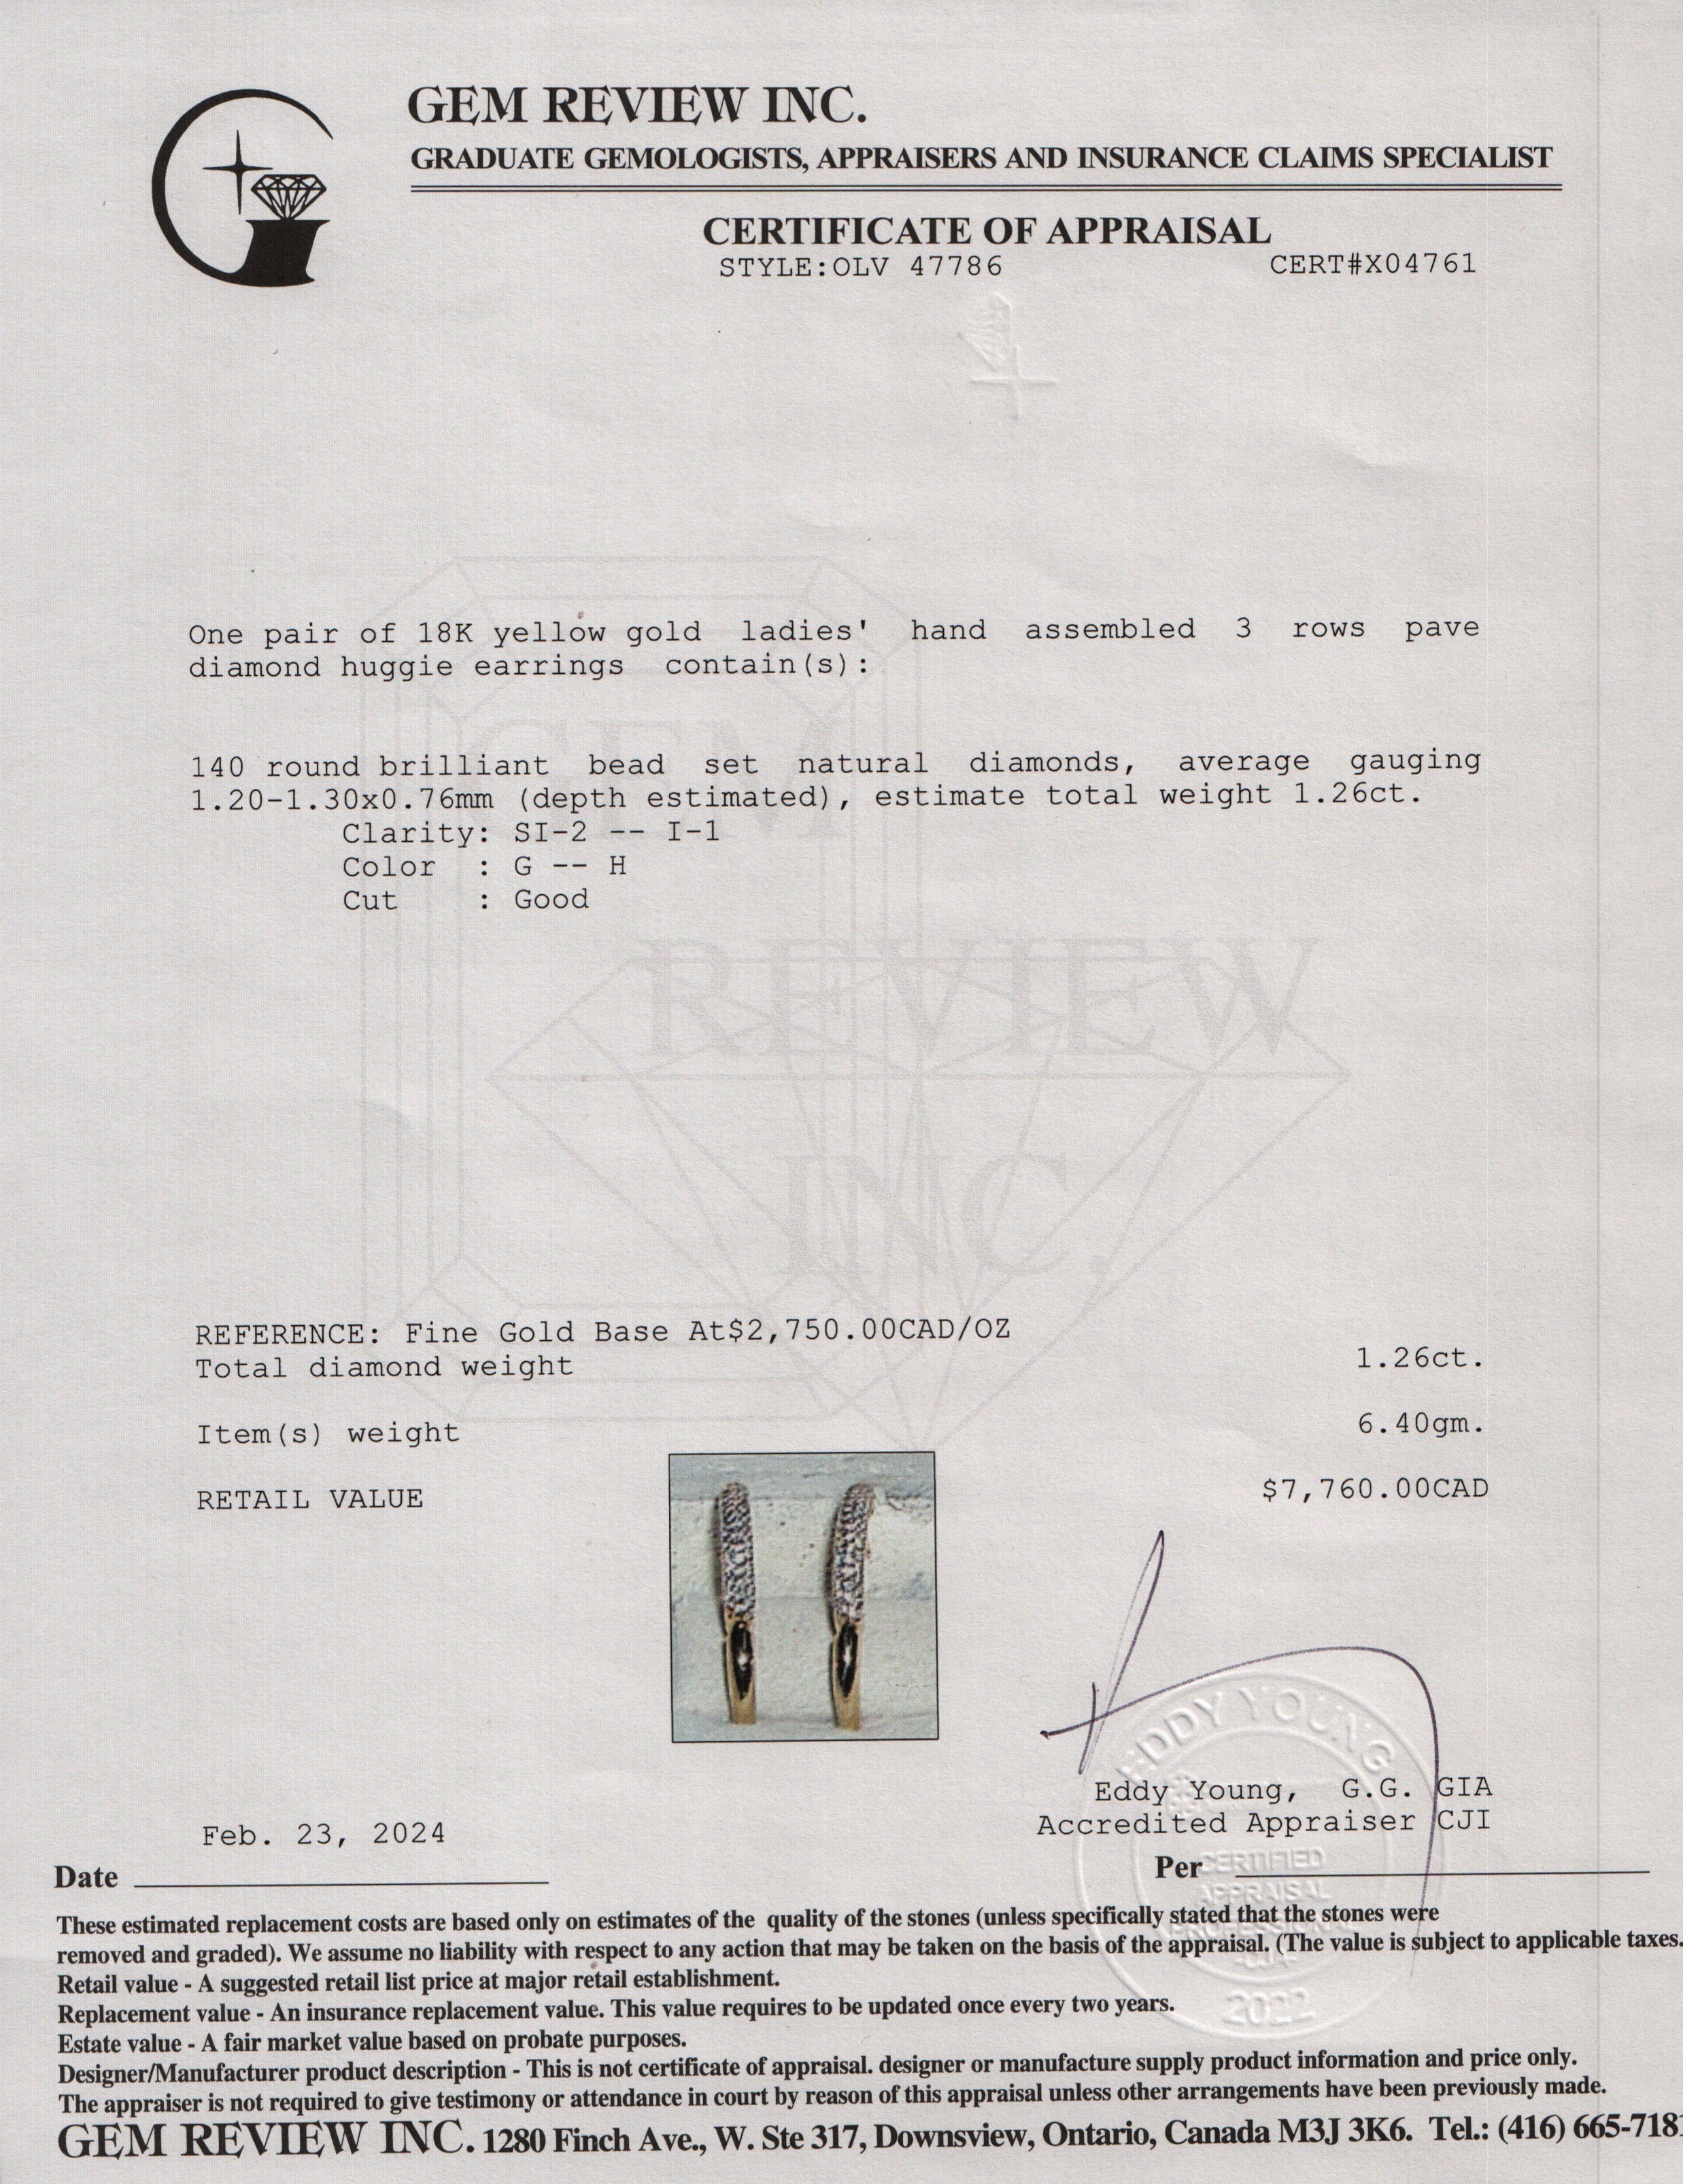 GEM REVIEW INC.
GRADUATE GEMOLOGISTS, APPRAISERS AND INSURANCE CLAIMS SPECIALIST
CERTIFICATE OF APPRAISAL
STYLE:OLV 47786 CERT#X04761
One pair of 18K yellow gold ladies' hand assembled 3 rows pave
diamond huggie earrings contain(s):
140 round brilliant bead set natural diamonds, average gauging
1.20-1.30x0.76mm (depth estimated), estimate total weight 1.26ct.
Clarity: SI-2 -- I-1
Color : G -- H
Cut : Good
GEM
REVIEW
INC.
REFERENCE: Fine Gold Base At$2,750.00CAD/OZ
Total diamond weight 1.26ct.
Item(s) weight 6.40gm.
RETAIL VALUE $7,760.00CAD
EDDY YOUNG
Eddy Young, G.G. GIA
Accredited Appraiser CJI
Feb. 23, 2024
Date
Per
CERTIFIED
APPRAISAL
PROFESSIONAL
2022
These estimated replacement costs are based only on estimates of the quality of the stones (unless specifically stated that the stones were
removed and graded). We assume no liability with respect to any action that may be taken on the basis of the appraisal. (The value is subject to applicable taxes.
Retail value - A suggested retail list price at major retail establishment.
Replacement value - An insurance replacement value. This value requires to be updated once every two years.
Estate value - A fair market value based on probate purposes.
Designer/Manufacturer product description - This is not certificate of appraisal. designer or manufacture supply product information and price only.
The appraiser is not required to give testimony or attendance in court by reason of this appraisal unless other arrangements have been previously made.
GEM REVIEW INC. 1280 Finch Ave., W. Ste 317, Downsview, Ontario, Canada M3J 3K6. Tel.: (416) 665-7181